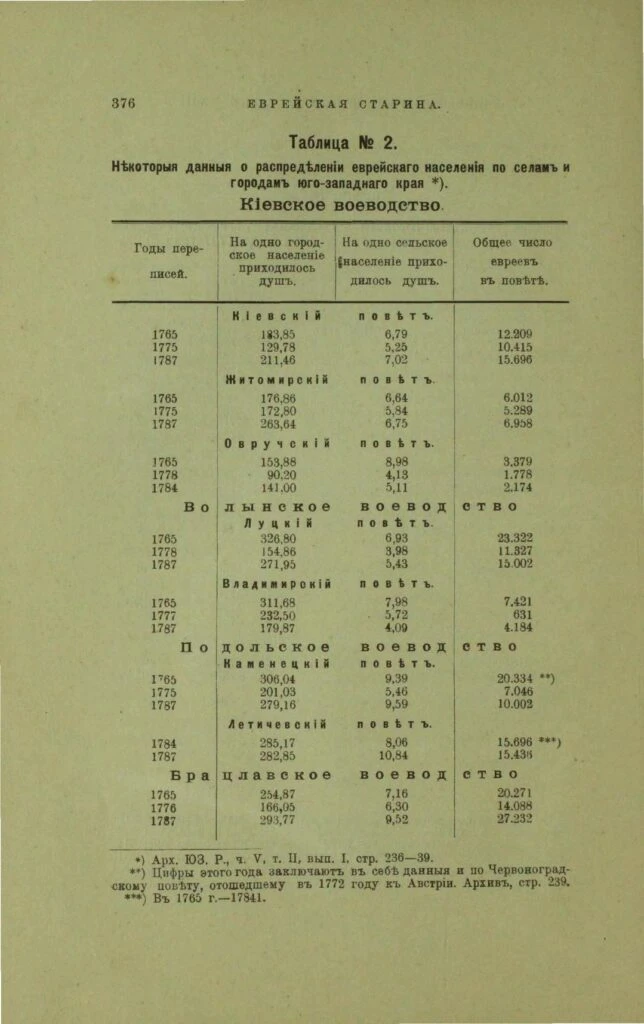 376 ЕВРЕЙСКАЯ СТАРИНА.
Таблица № 2.
Нѣкоторыя данныя о распредѣленіи еврейскаго населенія по селамъ и
городамъ юго-западнаго края *).
Кіевское воеводство.
Годы пере-
писей.
На одно город-
ское населеніе
приходилось
душъ.
На одно сельское
населеніе прихо-
дилось душъ.
Общее число
евреевъ
въ повѣтѣ.
Кіевскій повѣтъ.
1765 183,85 6,79 12.209
1775 129,78 5,25 10.415
1787 211,46 7,02 15.696
Житомирскій повѣтъ.
1765 176,86 6,64 6.012
1775 172,80 5,84 5.289
1787 263,64 6,75 6.958
Овручскій повѣтъ.
1765 153,88 8,98 3.379
1778 90,20 4,13 1.778
1784 141.00 5,11 2.174
Волынское воеводство
Луцкій повѣтъ.
1765 326,80 6,93 23.322
1778 154,86 3,98 11.327
1787 271,95 5,43 15.002
Владимирскій повѣтъ.
1765 311,68 7,98 7.421
1777 232,50 5,72 631
1787 179,87 4,09 4.184
Подольское воеводство
Каменецкій повѣтъ.
1765 306,04 9,39 20.334 **)
1775 201,03 5,46 7.046
1787 279,16 9,59 10.002
Летичевскій повѣтъ.
1784 285,17 8,06 15.696 ***)
1787 282,85 10,84 15.436
Брацлавское воеводство
1765 254,87 7,16 20.271
1776 166,05 6,30 14.088
1787 293,77 9,52 27.232
*) Арх. ЮЗ. Р., ч. V, т. II, вып. I, стр. 236—39.
**) Цифры этого года заключаютъ въ себѣ данныя и по Червоноград-
скому повѣту, отошедшему въ 1772 году къ Австріи. Архивъ, стр. 239.
***) Въ 1765 г.—17841.